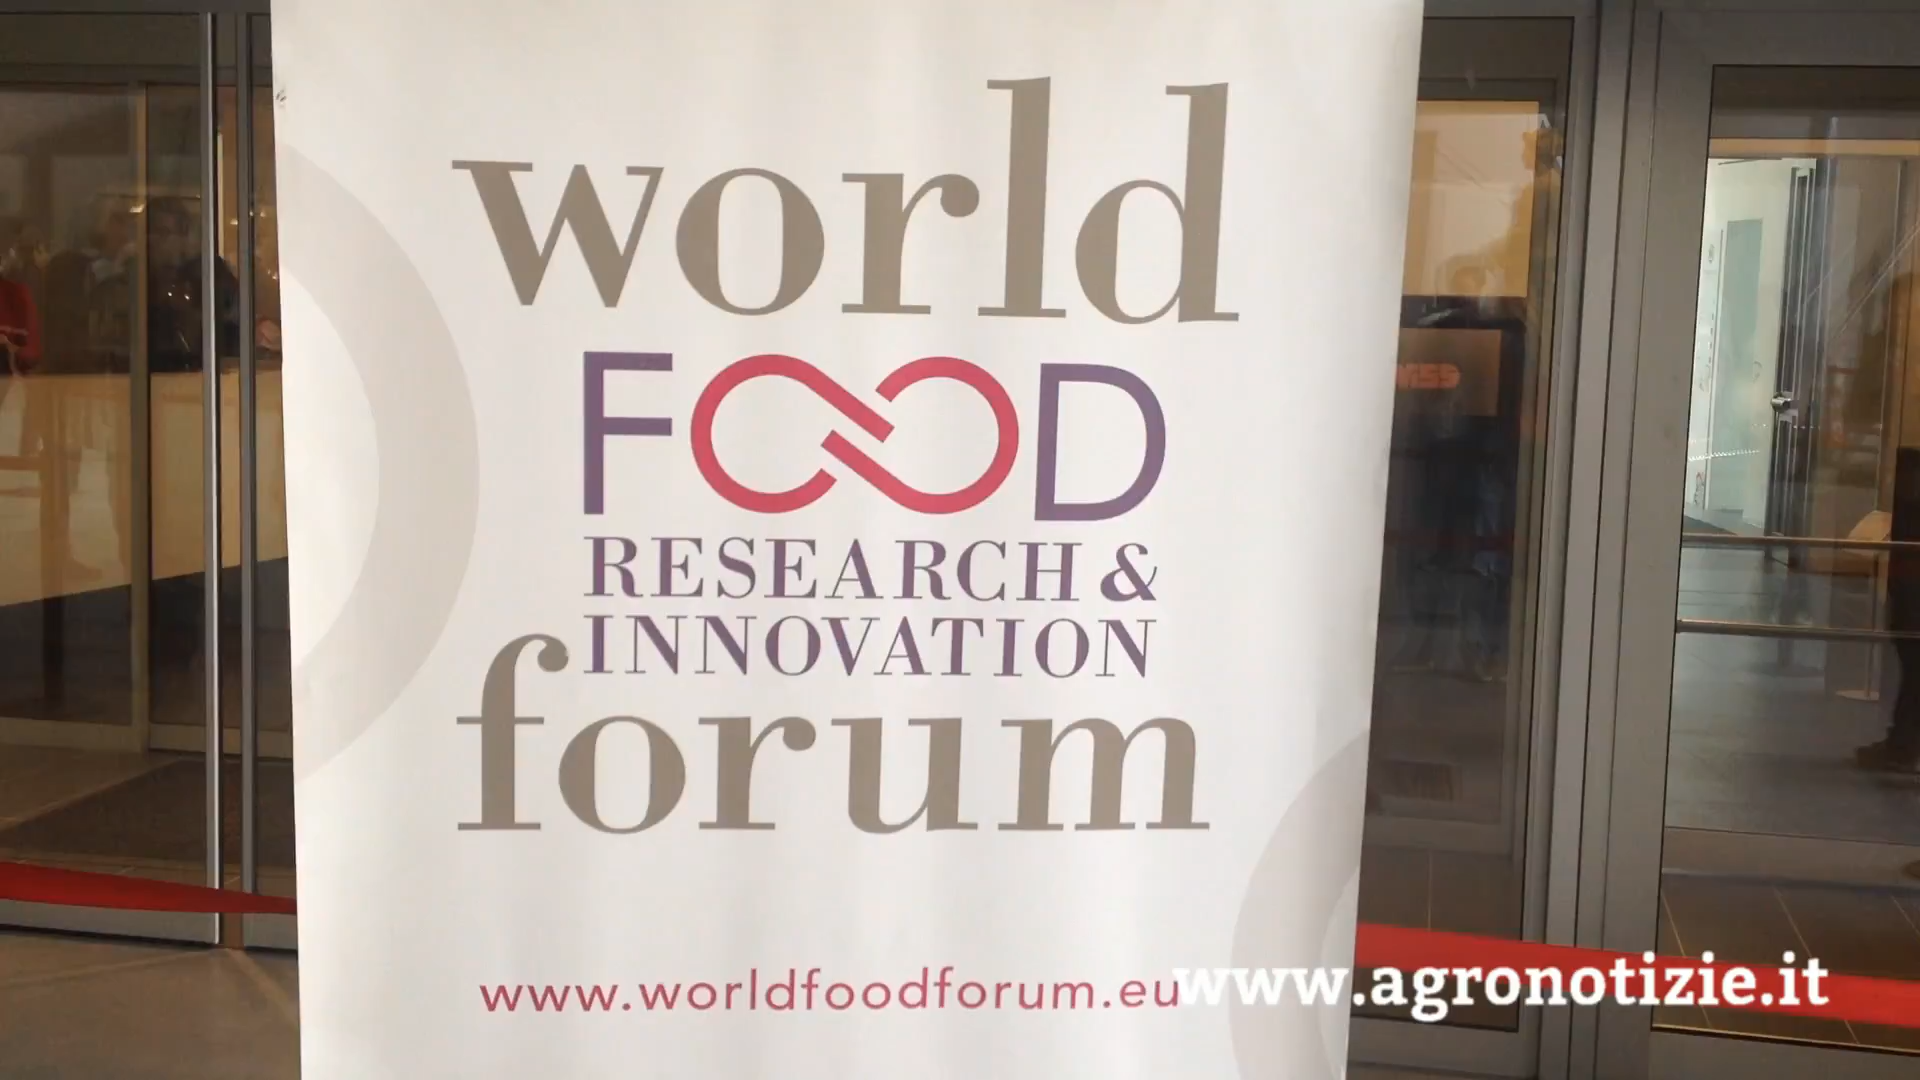 world
FOOD
RESEARCH &
INNOVATION
forum
www.worldfoodforum.eu
www.agronotizie.it